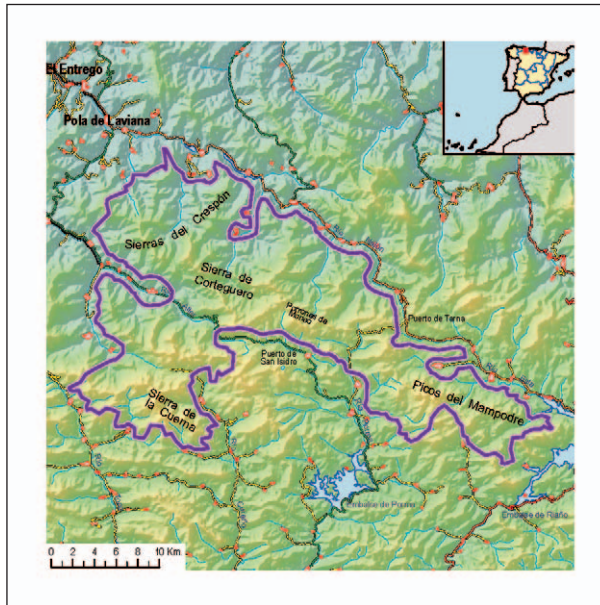 El Entrego
Pola de Laviana
Sierras del Crespón
Sierra de
Corteguero
Puerto de Tarna
Puerto de
San Isidro
Picos del Mampodre
Sierra de
la Cuerna
Embalse de Porma
Embalse de Riaño
0 2 4 6 8 10 Km.